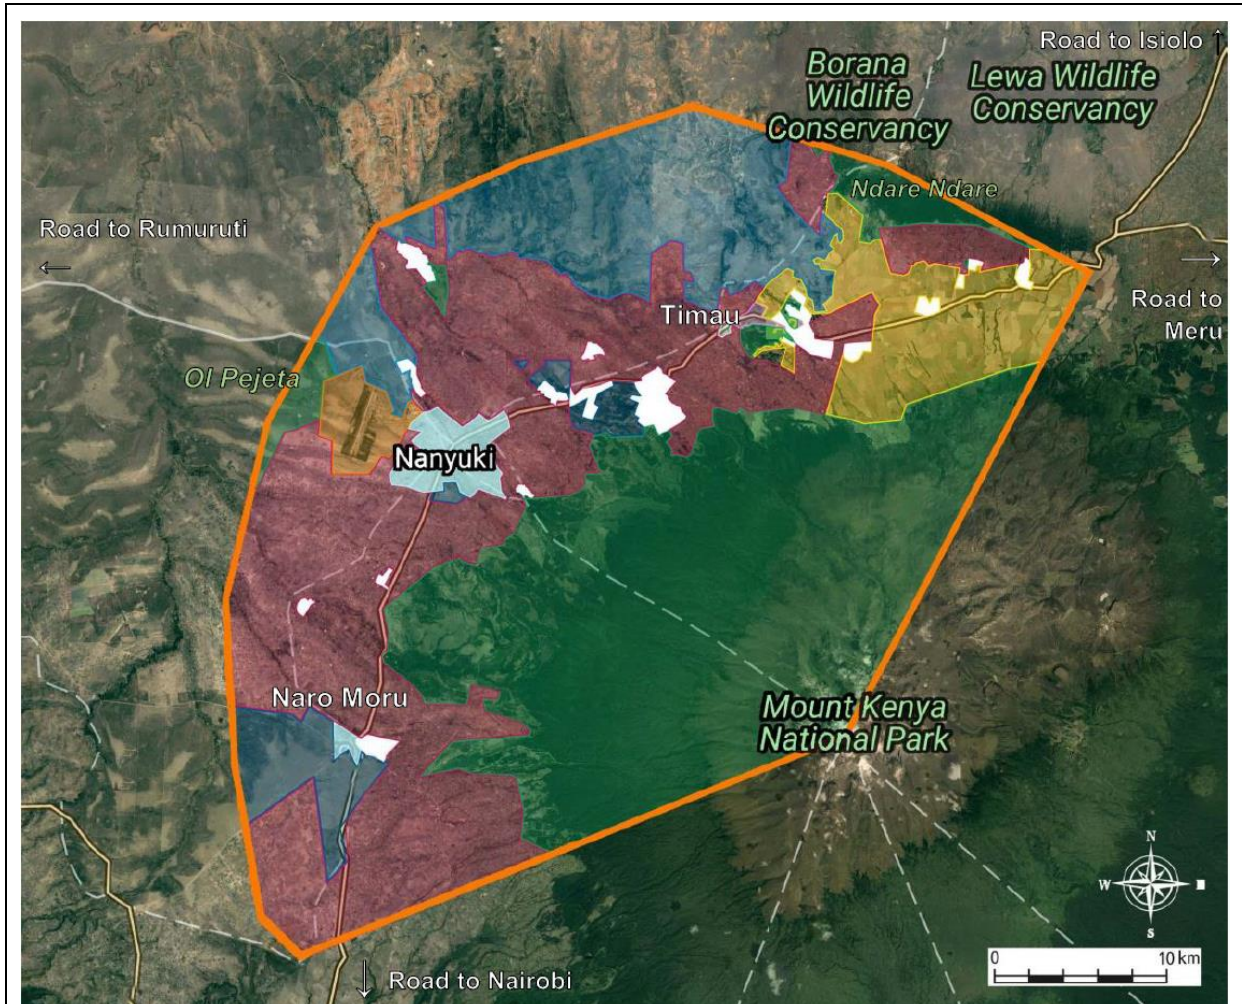 Road to Isiolo
Borana
Wildlife
Conservancy
Lewa Wildlife
Conservancy
Ndare Ndare
Road to Rumuruti
Road to
Meru
Timau
Ol Pejeta
Nanyuki
Naro Moru
Mount Kenya
National Park
N
W
S
0 10 km
Road to Nairobi